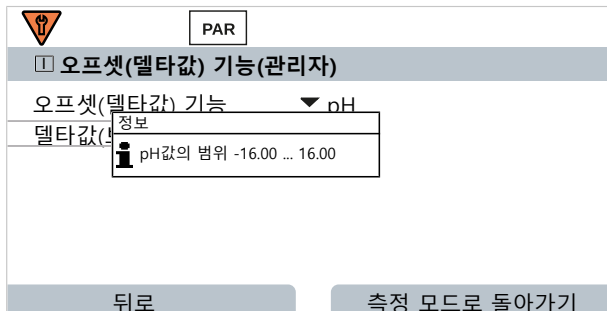 PAR
오프셋(델타값) 기능(관리자)
오프셋(델타값) 기능 pH
델타값(
정보
pH값의 범위 -16.00 ... 16.00
뒤로 측정 모드로 돌아가기